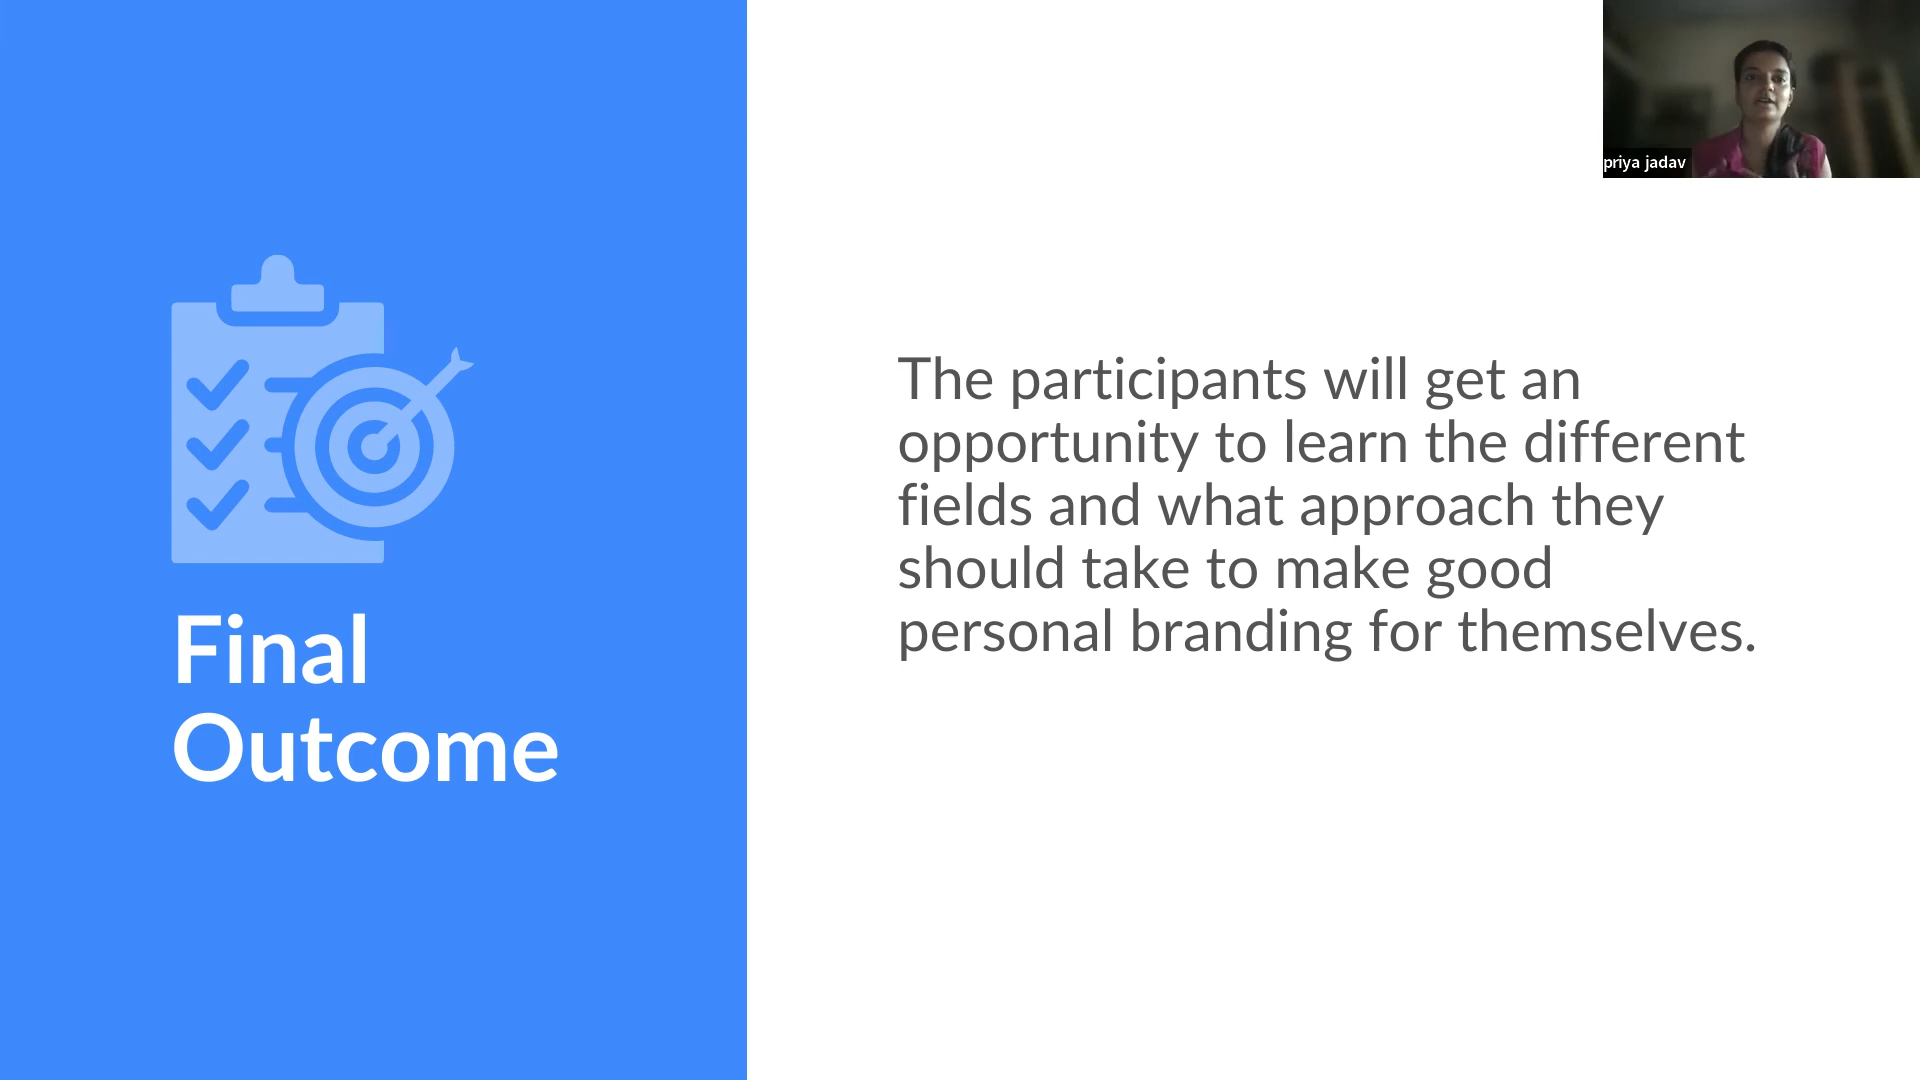 priya jadav
Final
Outcome
The participants will get an
opportunity to learn the different
fields and what approach they
should take to make good
personal branding for themselves.